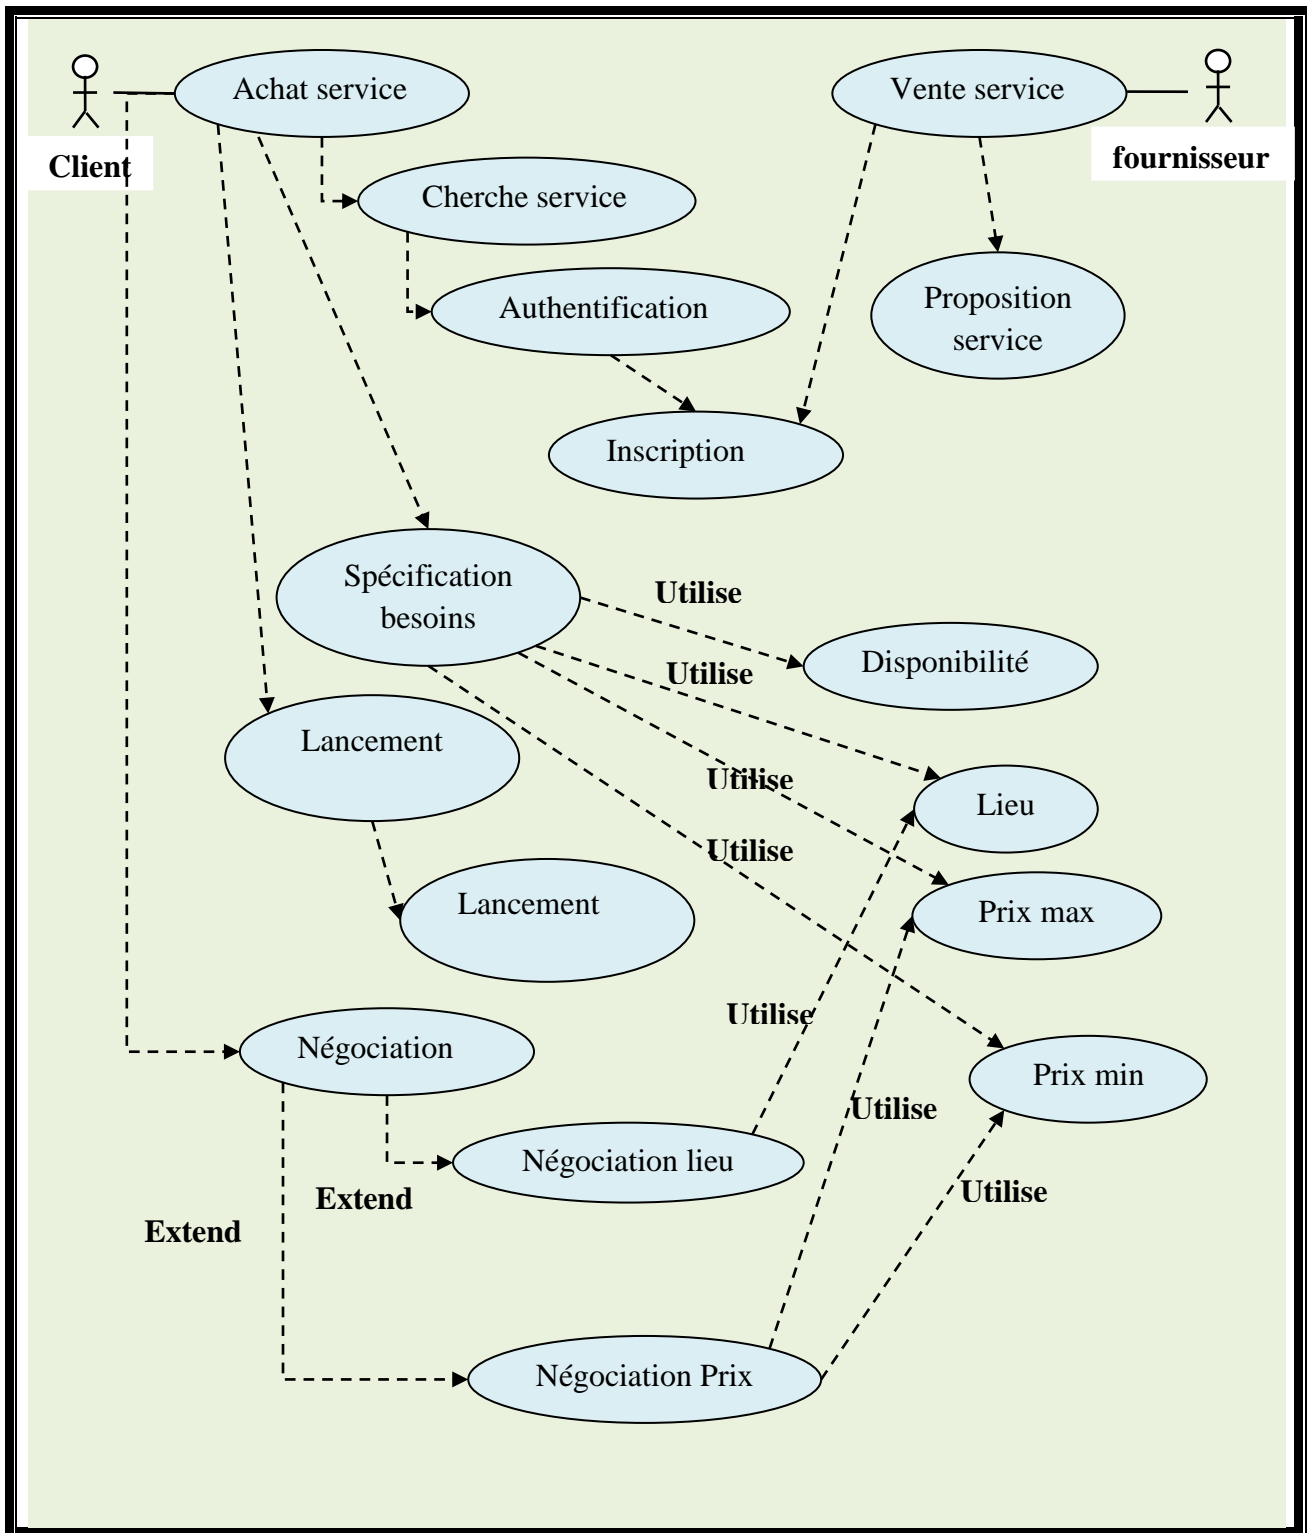 Achat service
Vente service
Client
fournisseur
Cherche service
Authentification
Proposition
service
Inscription
Spécification
besoins
Utilise
Disponibilité
Utilise
Lancement
Utilise
Lieu
Utilise
Lancement
Prix max
Utilise
Négociation
Prix min
Utilise
Négociation lieu
Utilise
Extend
Extend
Négociation Prix